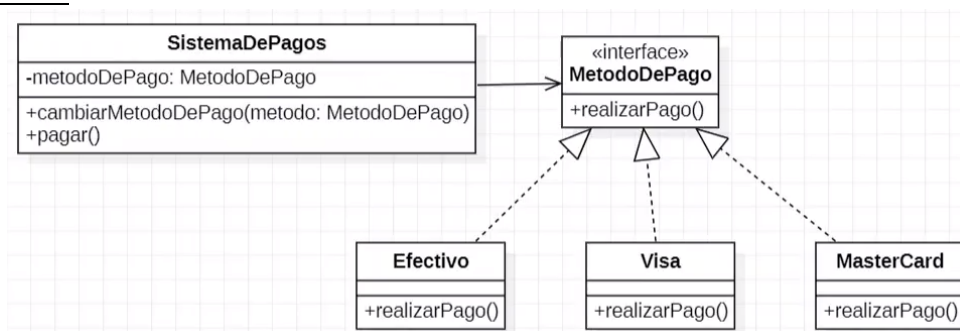 SistemaDePagos
-metodoDePago: MetodoDePago
+cambiarMetodoDePago(metodo: MetodoDePago)
+pagar()
«interface»
MetodoDePago
+realizarPago()
Efectivo
+realizarPago()
Visa
+realizarPago()
MasterCard
+realizarPago()